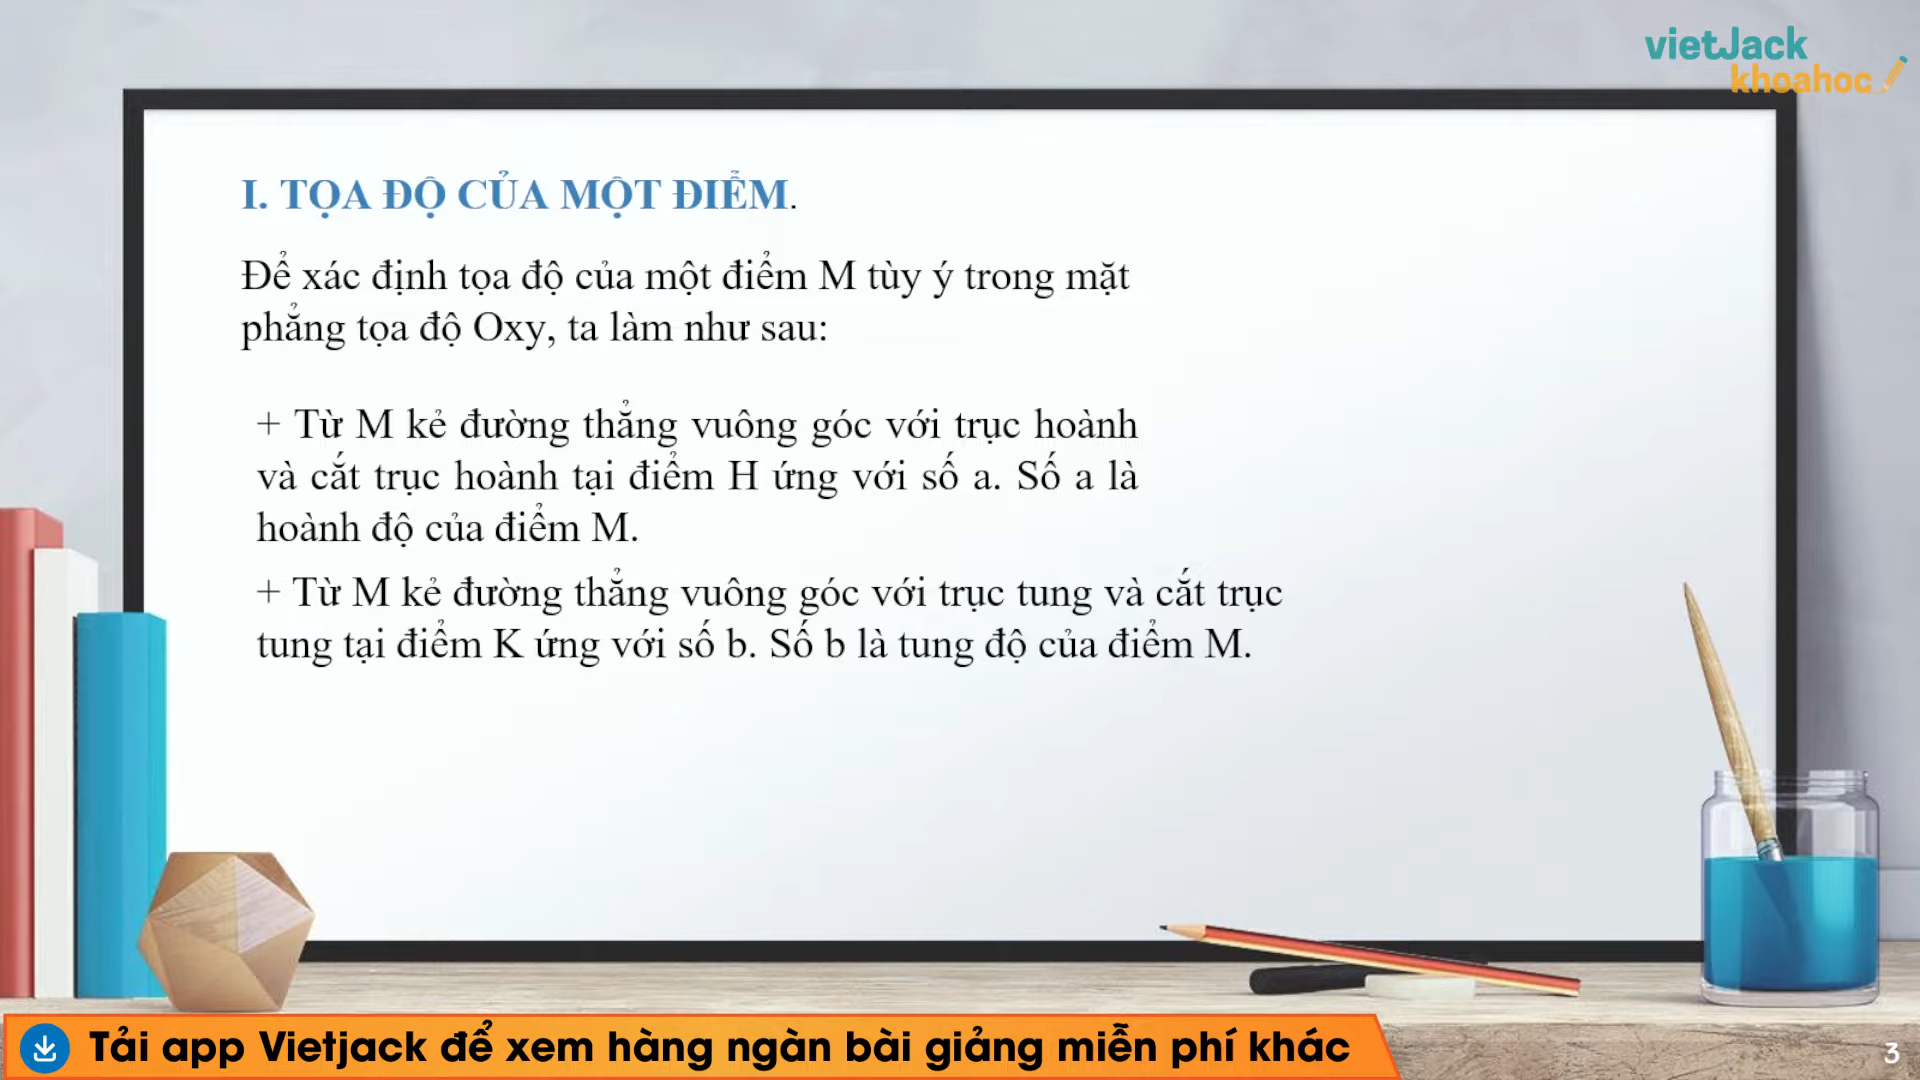 vietJack
khoahoc
I. TỌA ĐỘ CỦA MỘT ĐIỂM.
Để xác định tọa độ của một điểm M tùy ý trong mặt
phẳng tọa độ Oxy, ta làm như sau:
+ Từ M kẻ đường thẳng vuông góc với trục hoành
và cắt trục hoành tại điểm H ứng với số a. Số a là
hoành độ của điểm M.
+ Từ M kẻ đường thẳng vuông góc với trục tung và cắt trục
tung tại điểm K ứng với số b. Số b là tung độ của điểm M.
Tải app Vietjack để xem hàng ngàn bài giảng miễn phí khác
3